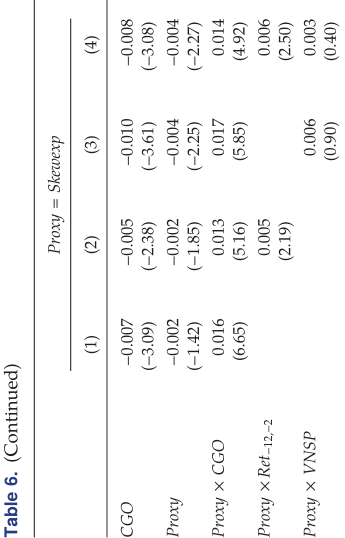 Table 6. (Continued)
Proxy = Skewexp
(1) (2) (3) (4)
CGO −0.007 −0.005 −0.010 −0.008
(−3.09) (−2.38) (−3.61) (−3.08)
Proxy −0.002 −0.002 −0.004 −0.004
(−1.42) (−1.85) (−2.25) (−2.27)
Proxy × CGO 0.016 0.013 0.017 0.014
(6.65) (5.16) (5.85) (4.92)
Proxy × Ret−12,−2 0.005 0.006
(2.19) (2.50)
Proxy × VNSP 0.006 0.003
(0.90) (0.40)